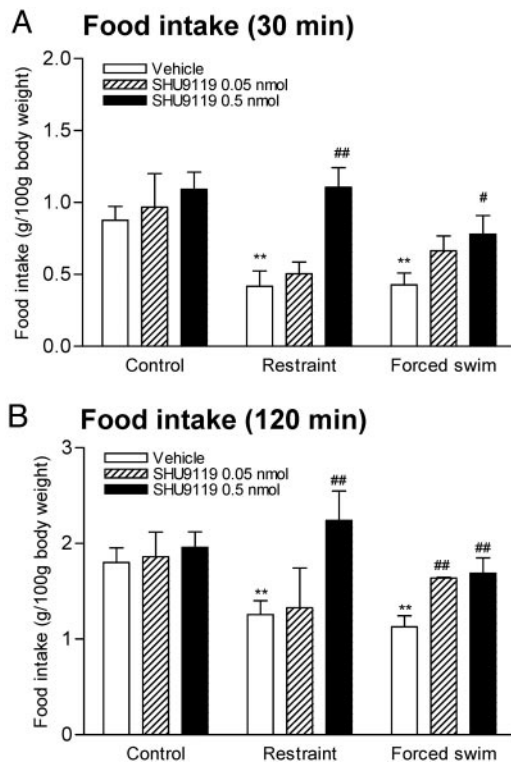 A
Food intake (30 min)
Vehicle
SHU9119 0.05 nmol
SHU9119 0.5 nmol
Food intake (g/100g body weight)
2.0
1.5
1.0
0.5
0.0
**
##
**
#
Control Restraint Forced swim
B
Food intake (120 min)
Vehicle
SHU9119 0.05 nmol
SHU9119 0.5 nmol
Food intake (g/100g body weight)
3
2
1
0
**
##
**
##
##
Control Restraint Forced swim